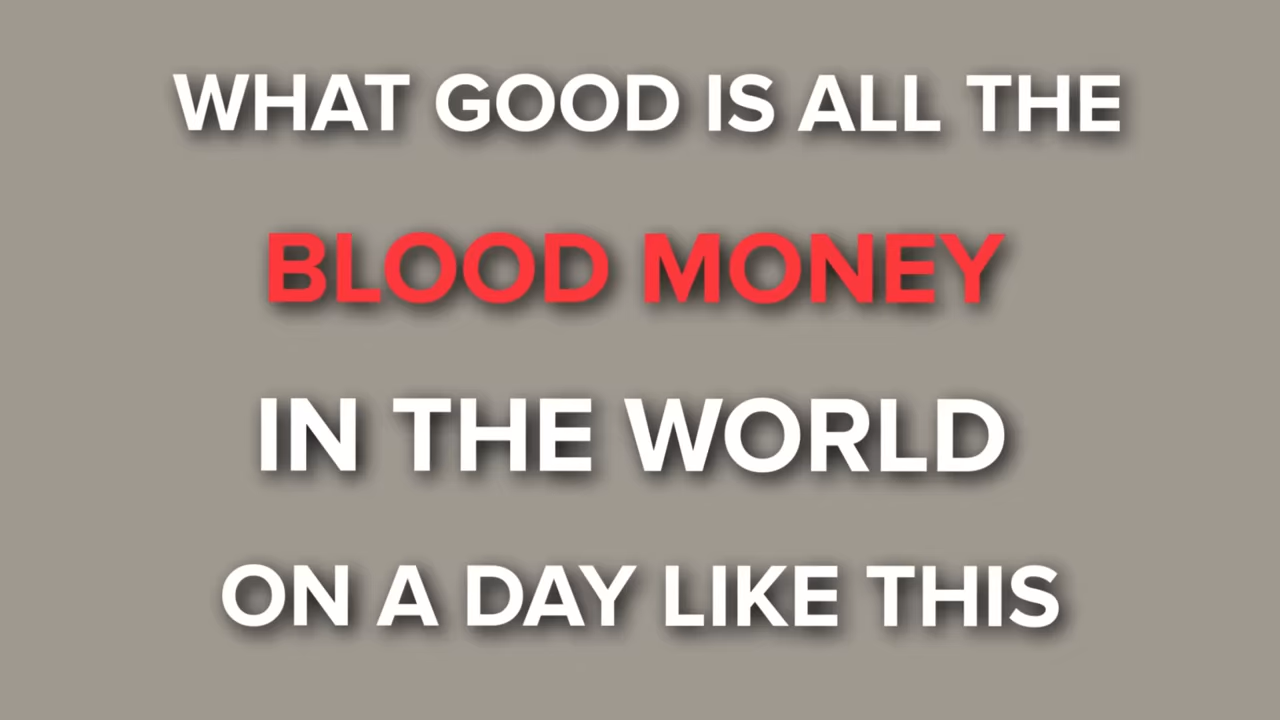 WHAT GOOD IS ALL THE
BLOOD MONEY
IN THE WORLD
ON A DAY LIKE THIS